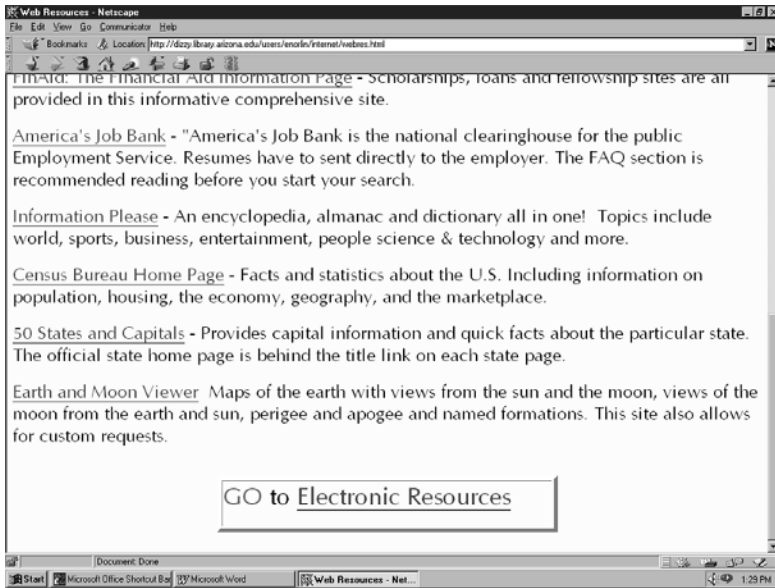 Web Resources - Netscape
File Edit View Go Communicator Help
Bookmarks Location: http://dizzy.library.arizona.edu/users/enorlin/internet/webres.html
FinAid: The Financial Aid Information Page - Scholarships, loans and fellowship sites are all
provided in this informative comprehensive site.
America's Job Bank - "America's Job Bank is the national clearinghouse for the public
Employment Service. Resumes have to sent directly to the employer. The FAQ section is
recommended reading before you start your search.
Information Please - An encyclopedia, almanac and dictionary all in one! Topics include
world, sports, business, entertainment, people science & technology and more.
Census Bureau Home Page - Facts and statistics about the U.S. Including information on
population, housing, the economy, geography, and the marketplace.
50 States and Capitals - Provides capital information and quick facts about the particular state.
The official state home page is behind the title link on each state page.
Earth and Moon Viewer Maps of the earth with views from the sun and the moon, views of the
moon from the earth and sun, perigee and apogee and named formations. This site also allows
for custom requests.
GO to Electronic Resources
Document: Done
Start Microsoft Office Shortcut Bar Microsoft Word Web Resources - Net... 1:29 PM